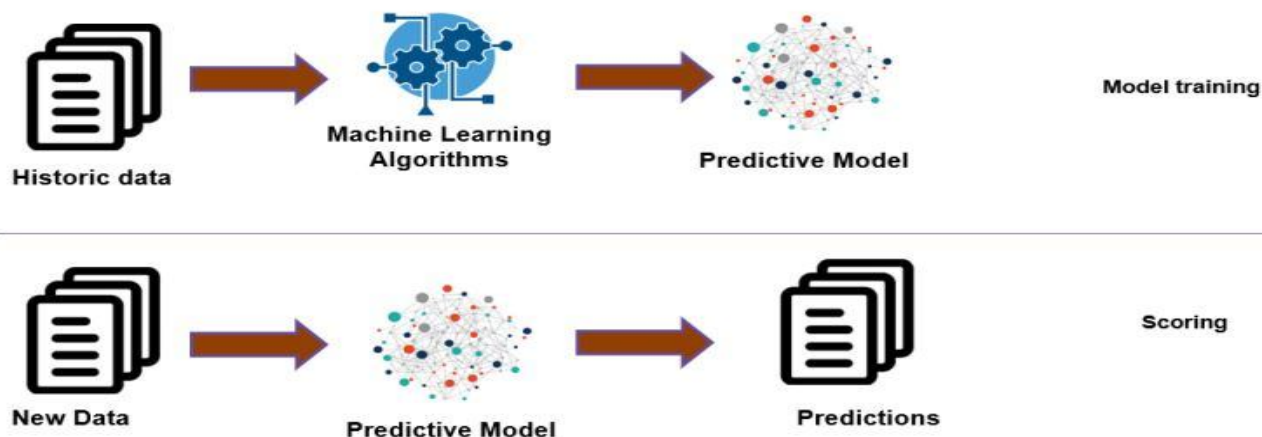 Historic data
Machine Learning
Algorithms
Predictive Model
Model training
New Data
Predictive Model
Predictions
Scoring